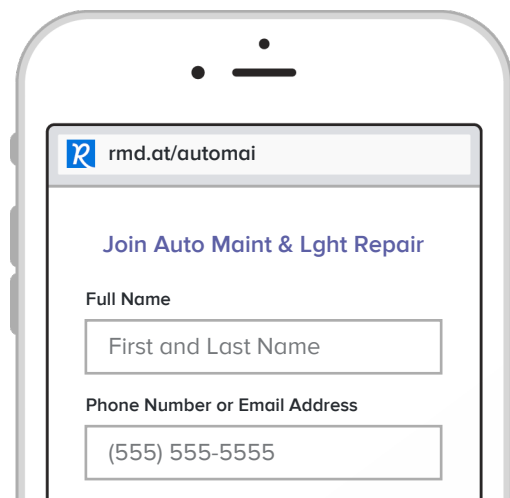 rmd.at/automai
Join Auto Maint & Lght Repair
Full Name
First and Last Name
Phone Number or Email Address
(555) 555-5555